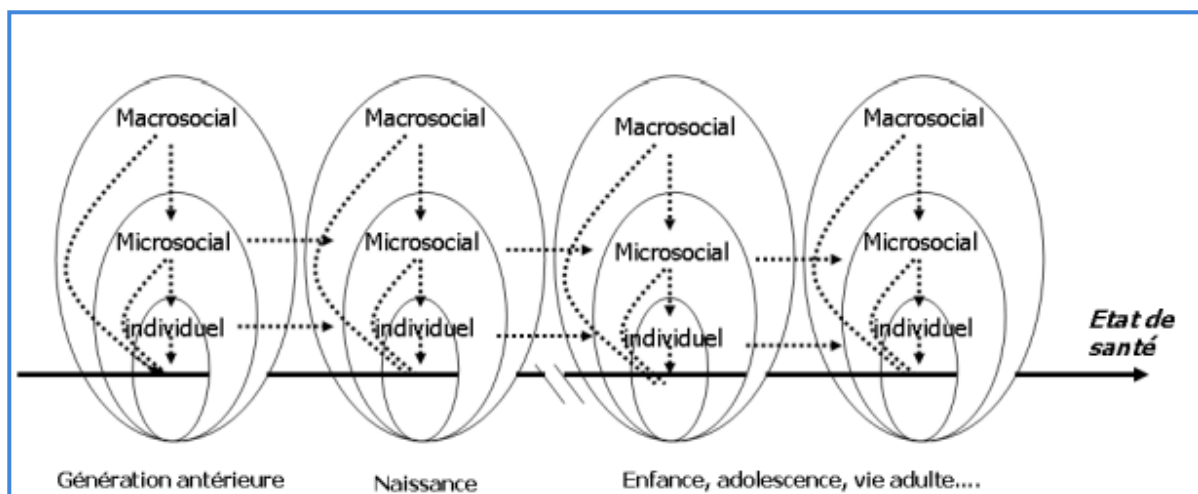 Macrosocial Macrosocial Macrosocial Macrosocial
Microsocial Microsocial Microsocial Microsocial
individuel individuel individuel individuel
Etat de
santé
Génération antérieure Naissance Enfance, adolescence, vie adulte....